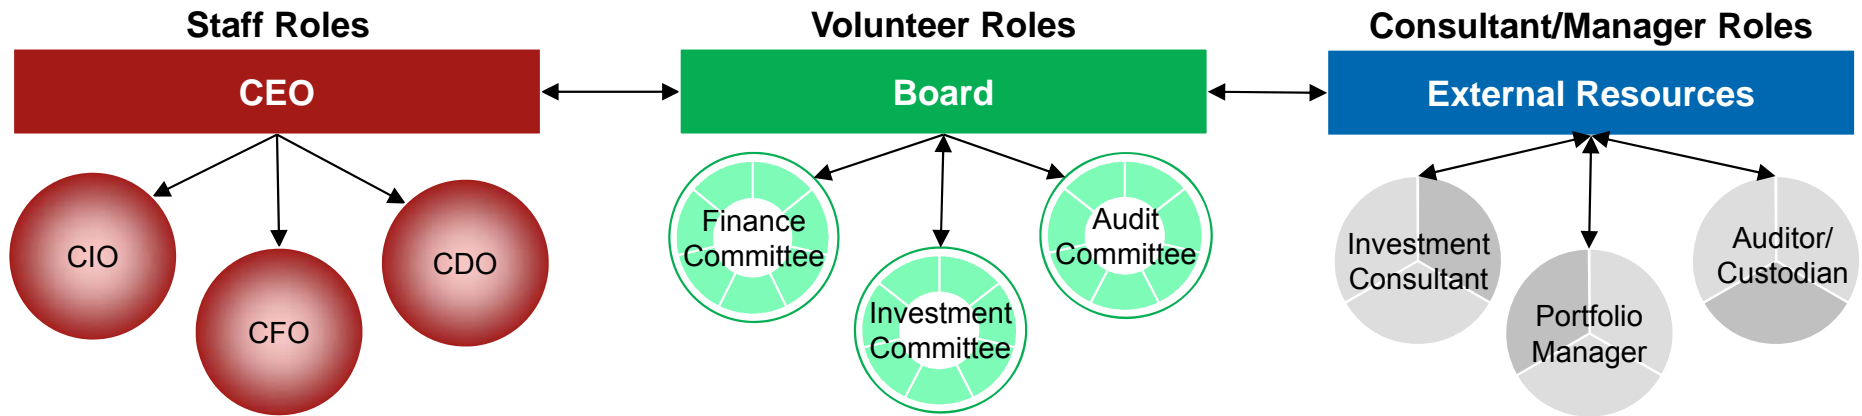 Staff Roles
Volunteer Roles
Consultant/Manager Roles
CEO
Board
External Resources
CIO
CFO
CDO
Finance
Committee
Investment
Committee
Audit
Committee
Investment
Consultant
Portfolio
Manager
Auditor/
Custodian